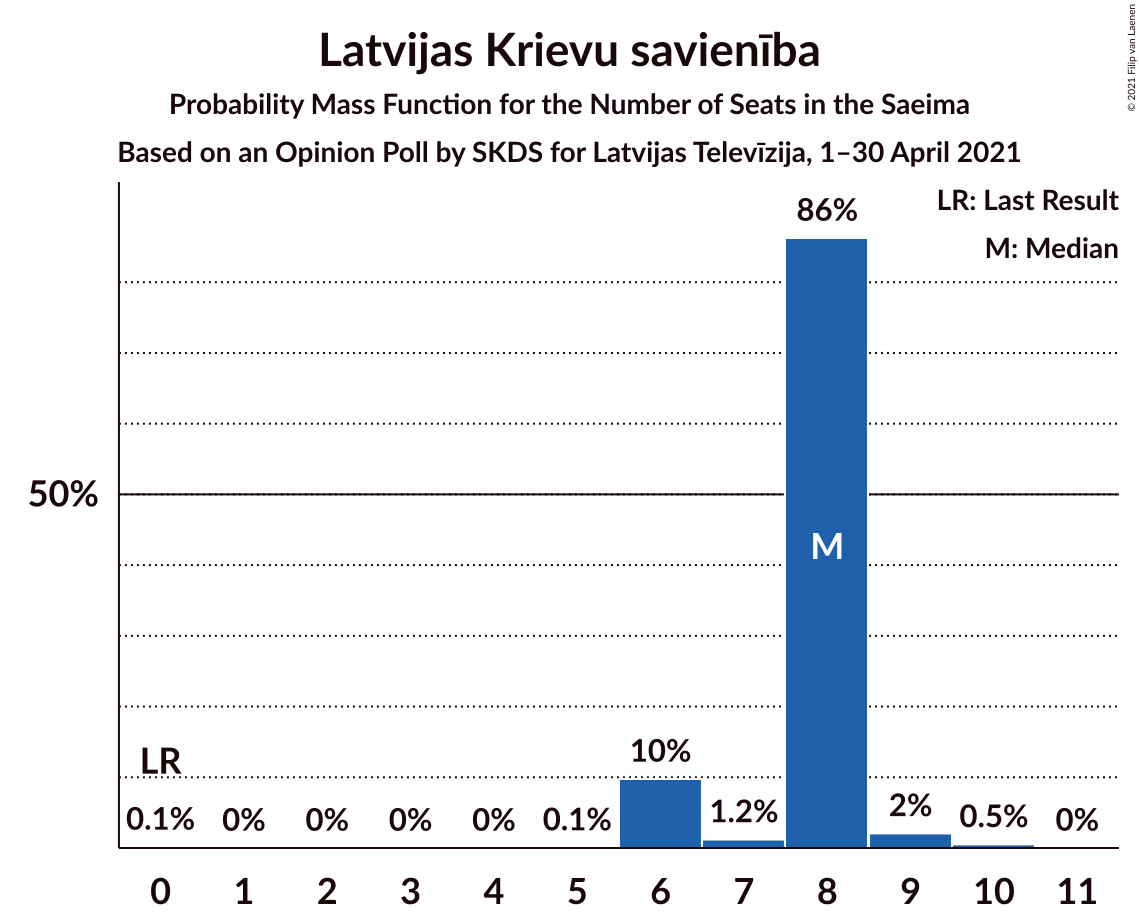 Latvijas Krievu savienība
Probability Mass Function for the Number of Seats in the Saeima
Based on an Opinion Poll by SKDS for Latvijas Televīzija, 1–30 April 2021
© 2021 Filip van Laenen
LR: Last Result
M: Median
86%
50%
M
LR
0.1% 0% 0% 0% 0% 0.1% 10% 1.2% 2% 0.5% 0%
0 1 2 3 4 5 6 7 8 9 10 11